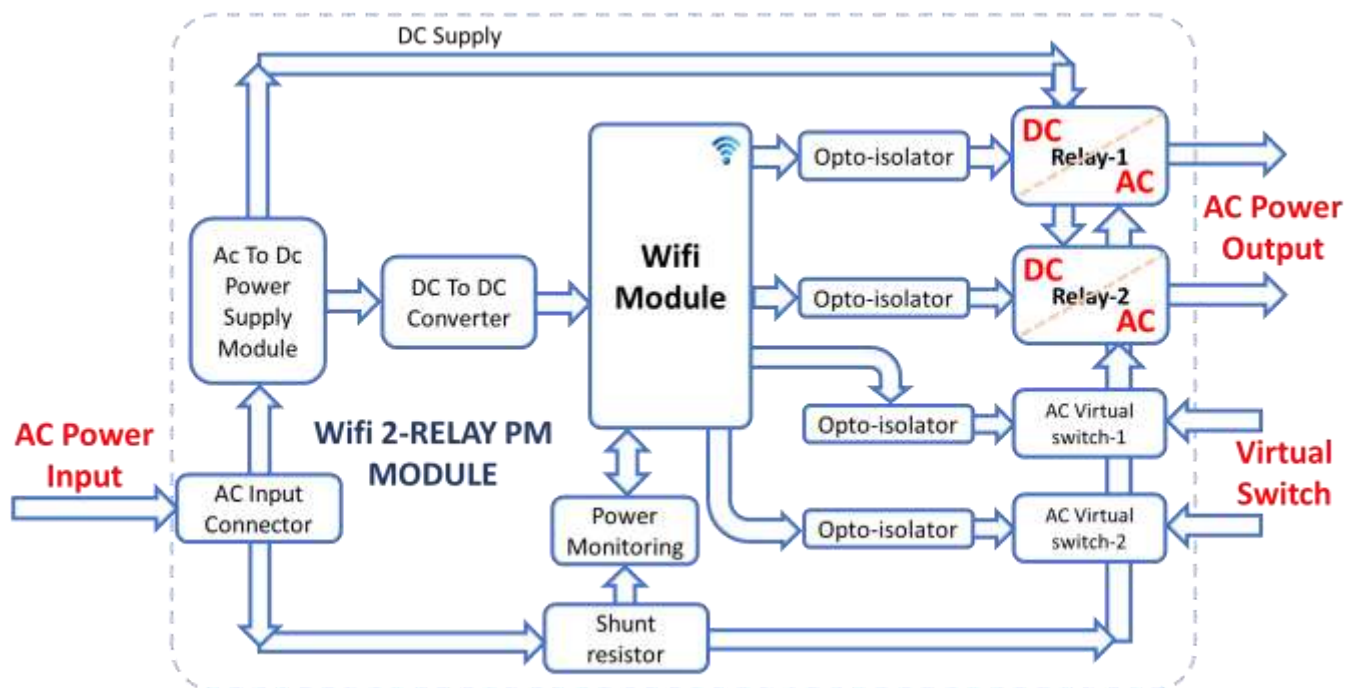 DC Supply
DC
Relay-1
AC
Opto-isolator
AC Power
Output
Ac To Dc
Power
Supply
Module
DC To DC
Converter
Wifi
Module
Opto-isolator
DC
Relay-2
AC
AC Power
Input
Wifi 2-RELAY PM
MODULE
Opto-isolator
AC Virtual
switch-1
Virtual
Switch
AC Input
Connector
Power
Monitoring
Opto-isolator
AC Virtual
switch-2
Shunt
resistor